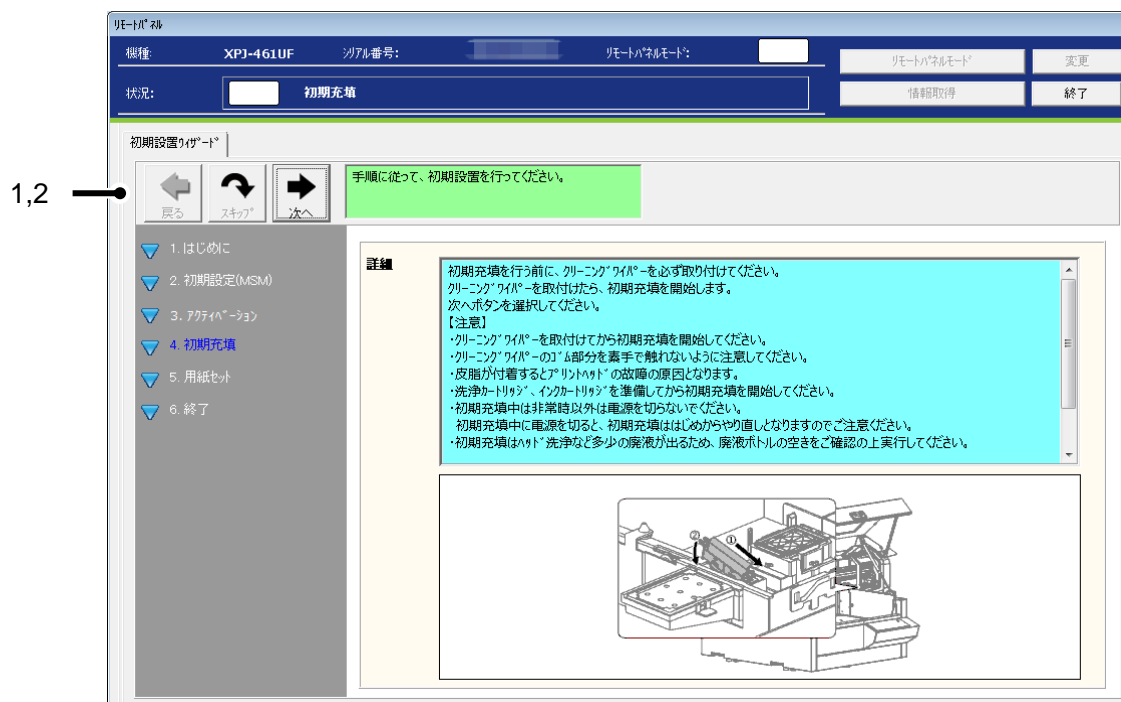 リモートパネル
機種: XPJ-461UF シリアル番号: リモートパネルモード:
リモートパネルモード 変更
状況: 初期充填
情報取得 終了
初期設置ウィザード
1,2
戻る スキップ 次へ
手順に従って、初期設置を行ってください。
1. はじめに
2. 初期設定(MSM)
3. アクティベーション
4. 初期充填
5. 用紙セット
6. 終了
詳細
初期充填を行う前に、クリーニングワイパーを必ず取り付けてください。
クリーニングワイパーを取付けたら、初期充填を開始します。
次へボタンを選択してください。
【注意】
・クリーニングワイパーを取付けてから初期充填を開始してください。
・クリーニングワイパーのゴム部分を素手で触れないように注意してください。
・皮脂が付着するとプリントヘッドの故障の原因となります。
・洗浄カートリッジ、インクカートリッジを準備してから初期充填を開始してください。
・初期充填中は非常時以外は電源を切らないでください。
初期充填中に電源を切ると、初期充填ははじめからやり直しとなりますのでご注意ください。
・初期充填はヘッド洗浄など多少の廃液が出るため、廃液ボトルの空きをご確認の上実行してください。
② ①